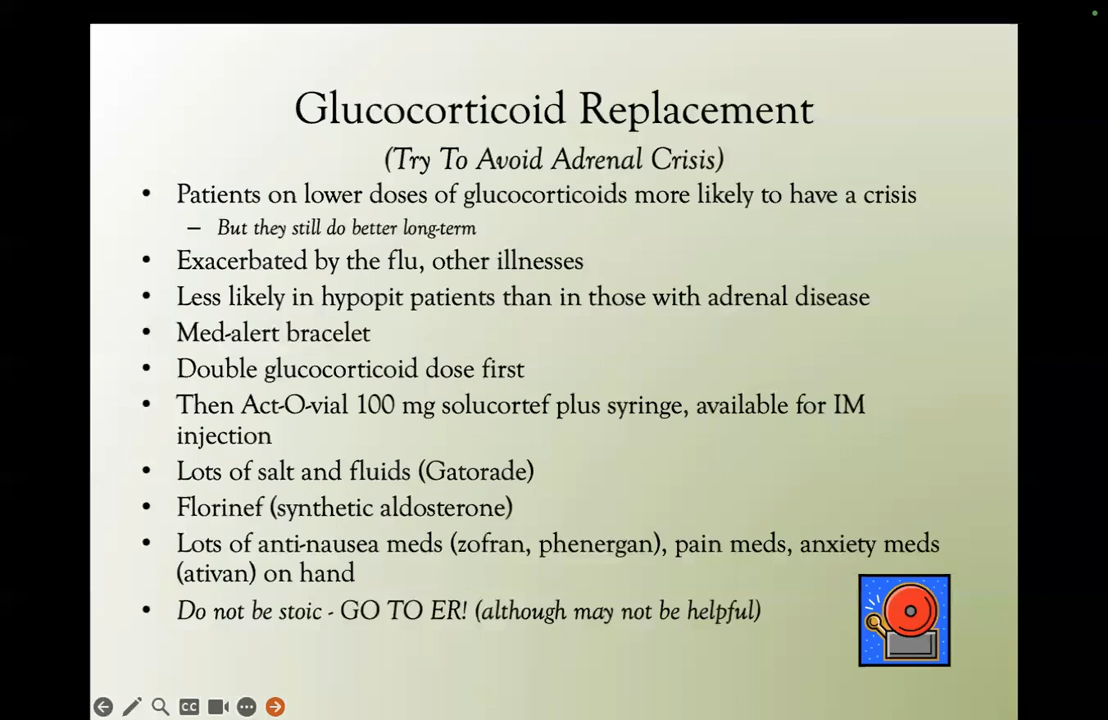 Glucocorticoid Replacement
(Try To Avoid Adrenal Crisis)
• Patients on lower doses of glucocorticoids more likely to have a crisis
– But they still do better long-term
• Exacerbated by the flu, other illnesses
• Less likely in hypopit patients than in those with adrenal disease
• Med-alert bracelet
• Double glucocorticoid dose first
• Then Act-O-vial 100 mg solucortef plus syringe, available for IM
injection
• Lots of salt and fluids (Gatorade)
• Florinef (synthetic aldosterone)
• Lots of anti-nausea meds (zofran, phenergan), pain meds, anxiety meds
(ativan) on hand
• Do not be stoic - GO TO ER! (although may not be helpful)
CC